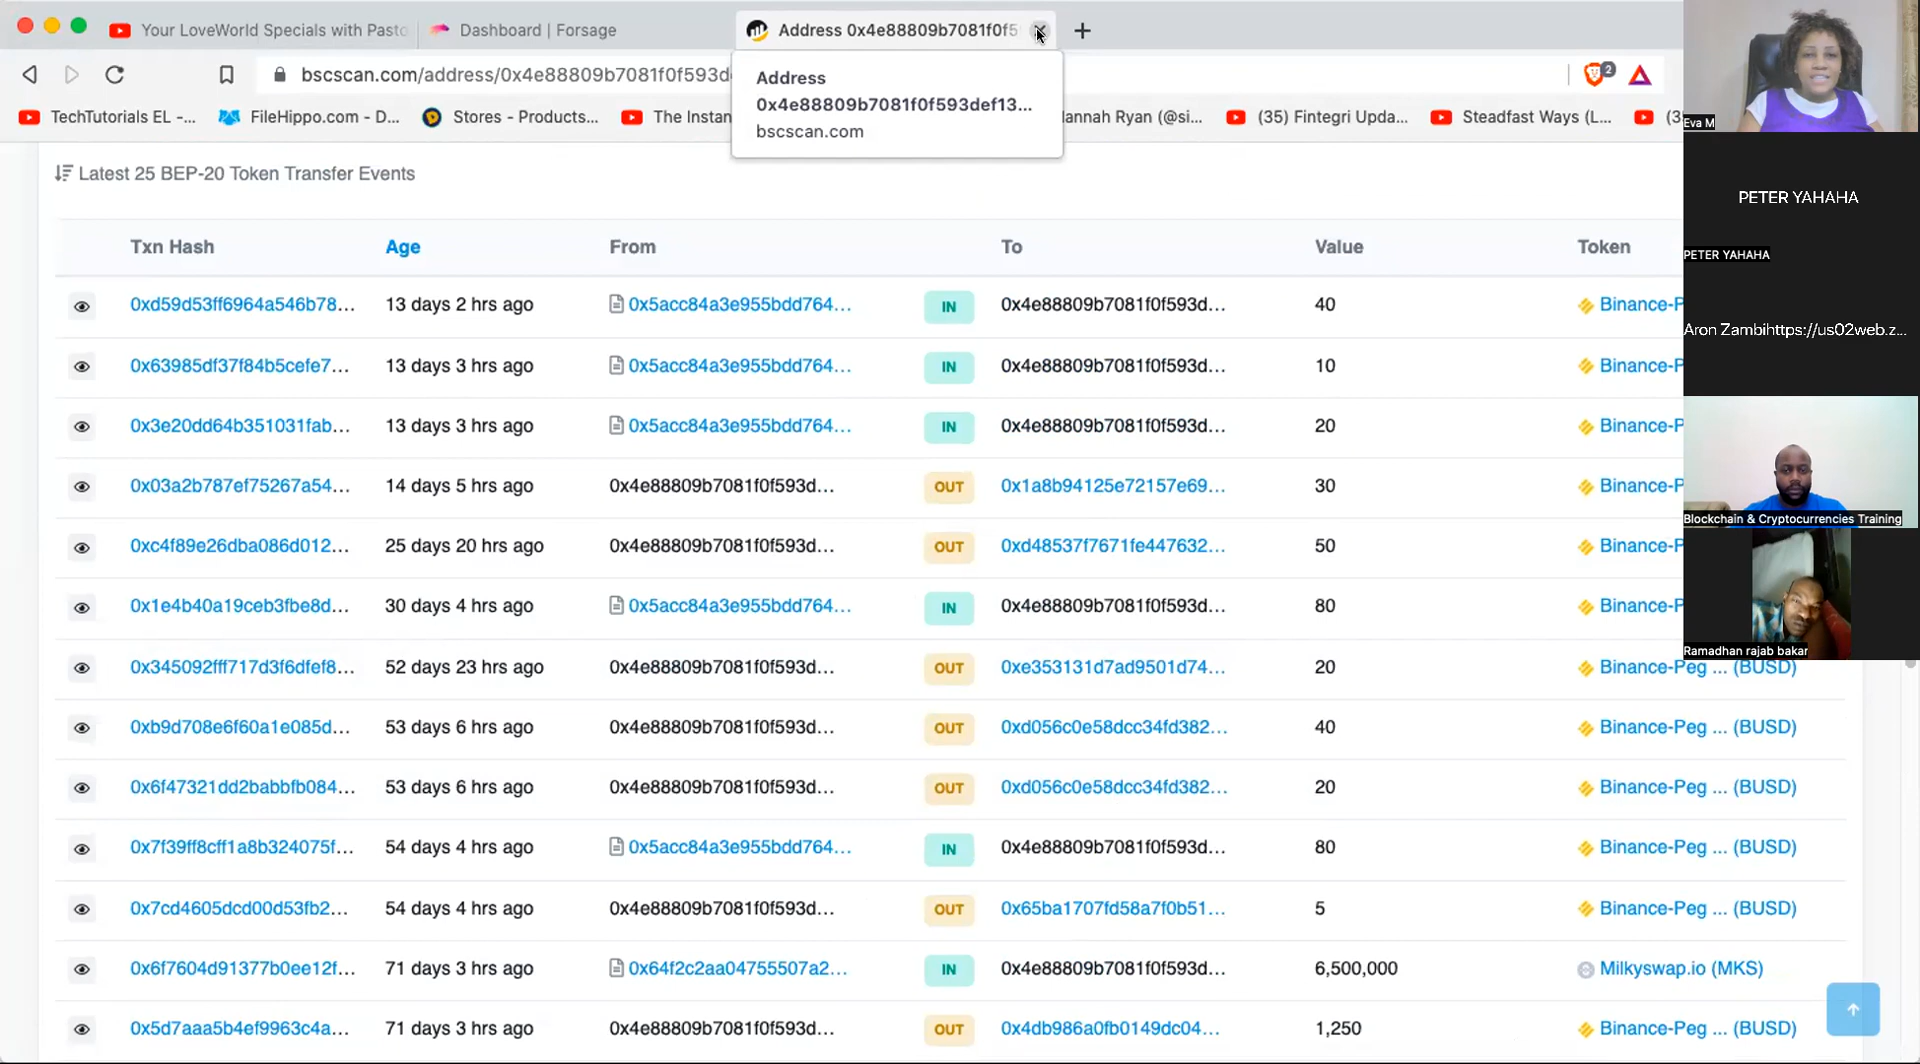 Your LoveWorld Specials with Pasto
Dashboard | Forsage
Address 0x4e88809b7081f0f5
bscscan.com/address/0x4e88809b7081f0f593d
2
Address
0x4e88809b7081f0f593def13...
bscscan.com
TechTutorials EL -...
FileHippo.com - D...
Stores - Products...
The Instan
annah Ryan (@si...
(35) Fintegri Upda...
Steadfast Ways (L...
Latest 25 BEP-20 Token Transfer Events
Txn Hash Age From To Value Token
0xd59d53ff6964a546b78... 13 days 2 hrs ago 0x5acc84a3e955bdd764... IN 0x4e88809b7081f0f593d... 40 Binance-P
0x63985df37f84b5cefe7... 13 days 3 hrs ago 0x5acc84a3e955bdd764... IN 0x4e88809b7081f0f593d... 10 Binance-P
0x3e20dd64b351031fab... 13 days 3 hrs ago 0x5acc84a3e955bdd764... IN 0x4e88809b7081f0f593d... 20 Binance-P
0x03a2b787ef75267a54... 14 days 5 hrs ago 0x4e88809b7081f0f593d... OUT 0x1a8b94125e72157e69... 30 Binance-P
0xc4f89e26dba086d012... 25 days 20 hrs ago 0x4e88809b7081f0f593d... OUT 0xd48537f7671fe447632... 50 Binance-P
0x1e4b40a19ceb3fbe8d... 30 days 4 hrs ago 0x5acc84a3e955bdd764... IN 0x4e88809b7081f0f593d... 80 Binance-P
0x345092fff717d3f6dfef8... 52 days 23 hrs ago 0x4e88809b7081f0f593d... OUT 0xe353131d7ad9501d74... 20 Binance-Peg ... (BUSD)
0xb9d708e6f60a1e085d... 53 days 6 hrs ago 0x4e88809b7081f0f593d... OUT 0xd056c0e58dcc34fd382... 40 Binance-Peg ... (BUSD)
0x6f47321dd2babbfb084... 53 days 6 hrs ago 0x4e88809b7081f0f593d... OUT 0xd056c0e58dcc34fd382... 20 Binance-Peg ... (BUSD)
0x7f39ff8cff1a8b324075f... 54 days 4 hrs ago 0x5acc84a3e955bdd764... IN 0x4e88809b7081f0f593d... 80 Binance-Peg ... (BUSD)
0x7cd4605dcd00d53fb2... 54 days 4 hrs ago 0x4e88809b7081f0f593d... OUT 0x65ba1707fd58a7f0b51... 5 Binance-Peg ... (BUSD)
0x6f7604d91377b0ee12f... 71 days 3 hrs ago 0x64f2c2aa04755507a2... IN 0x4e88809b7081f0f593d... 6,500,000 Milkyswap.io (MKS)
0x5d7aaa5b4ef9963c4a... 71 days 3 hrs ago 0x4e88809b7081f0f593d... OUT 0x4db986a0fb0149dc04... 1,250 Binance-Peg ... (BUSD)
Eva M
PETER YAHAHA
PETER YAHAHA
Aron Zambihttps://us02web.z...
Blockchain & Cryptocurrencies Training
Ramadhan rajab bakar